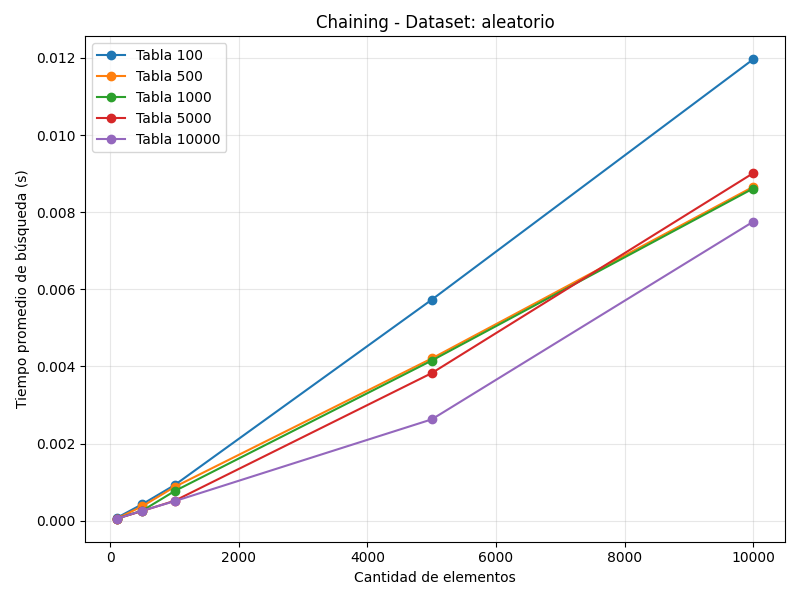 Chaining - Dataset: aleatorio
Tabla 100
Tabla 500
Tabla 1000
Tabla 5000
Tabla 10000
Tiempo promedio de búsqueda (s)
0.012
0.010
0.008
0.006
0.004
0.002
0.000
0 2000 4000 6000 8000 10000
Cantidad de elementos